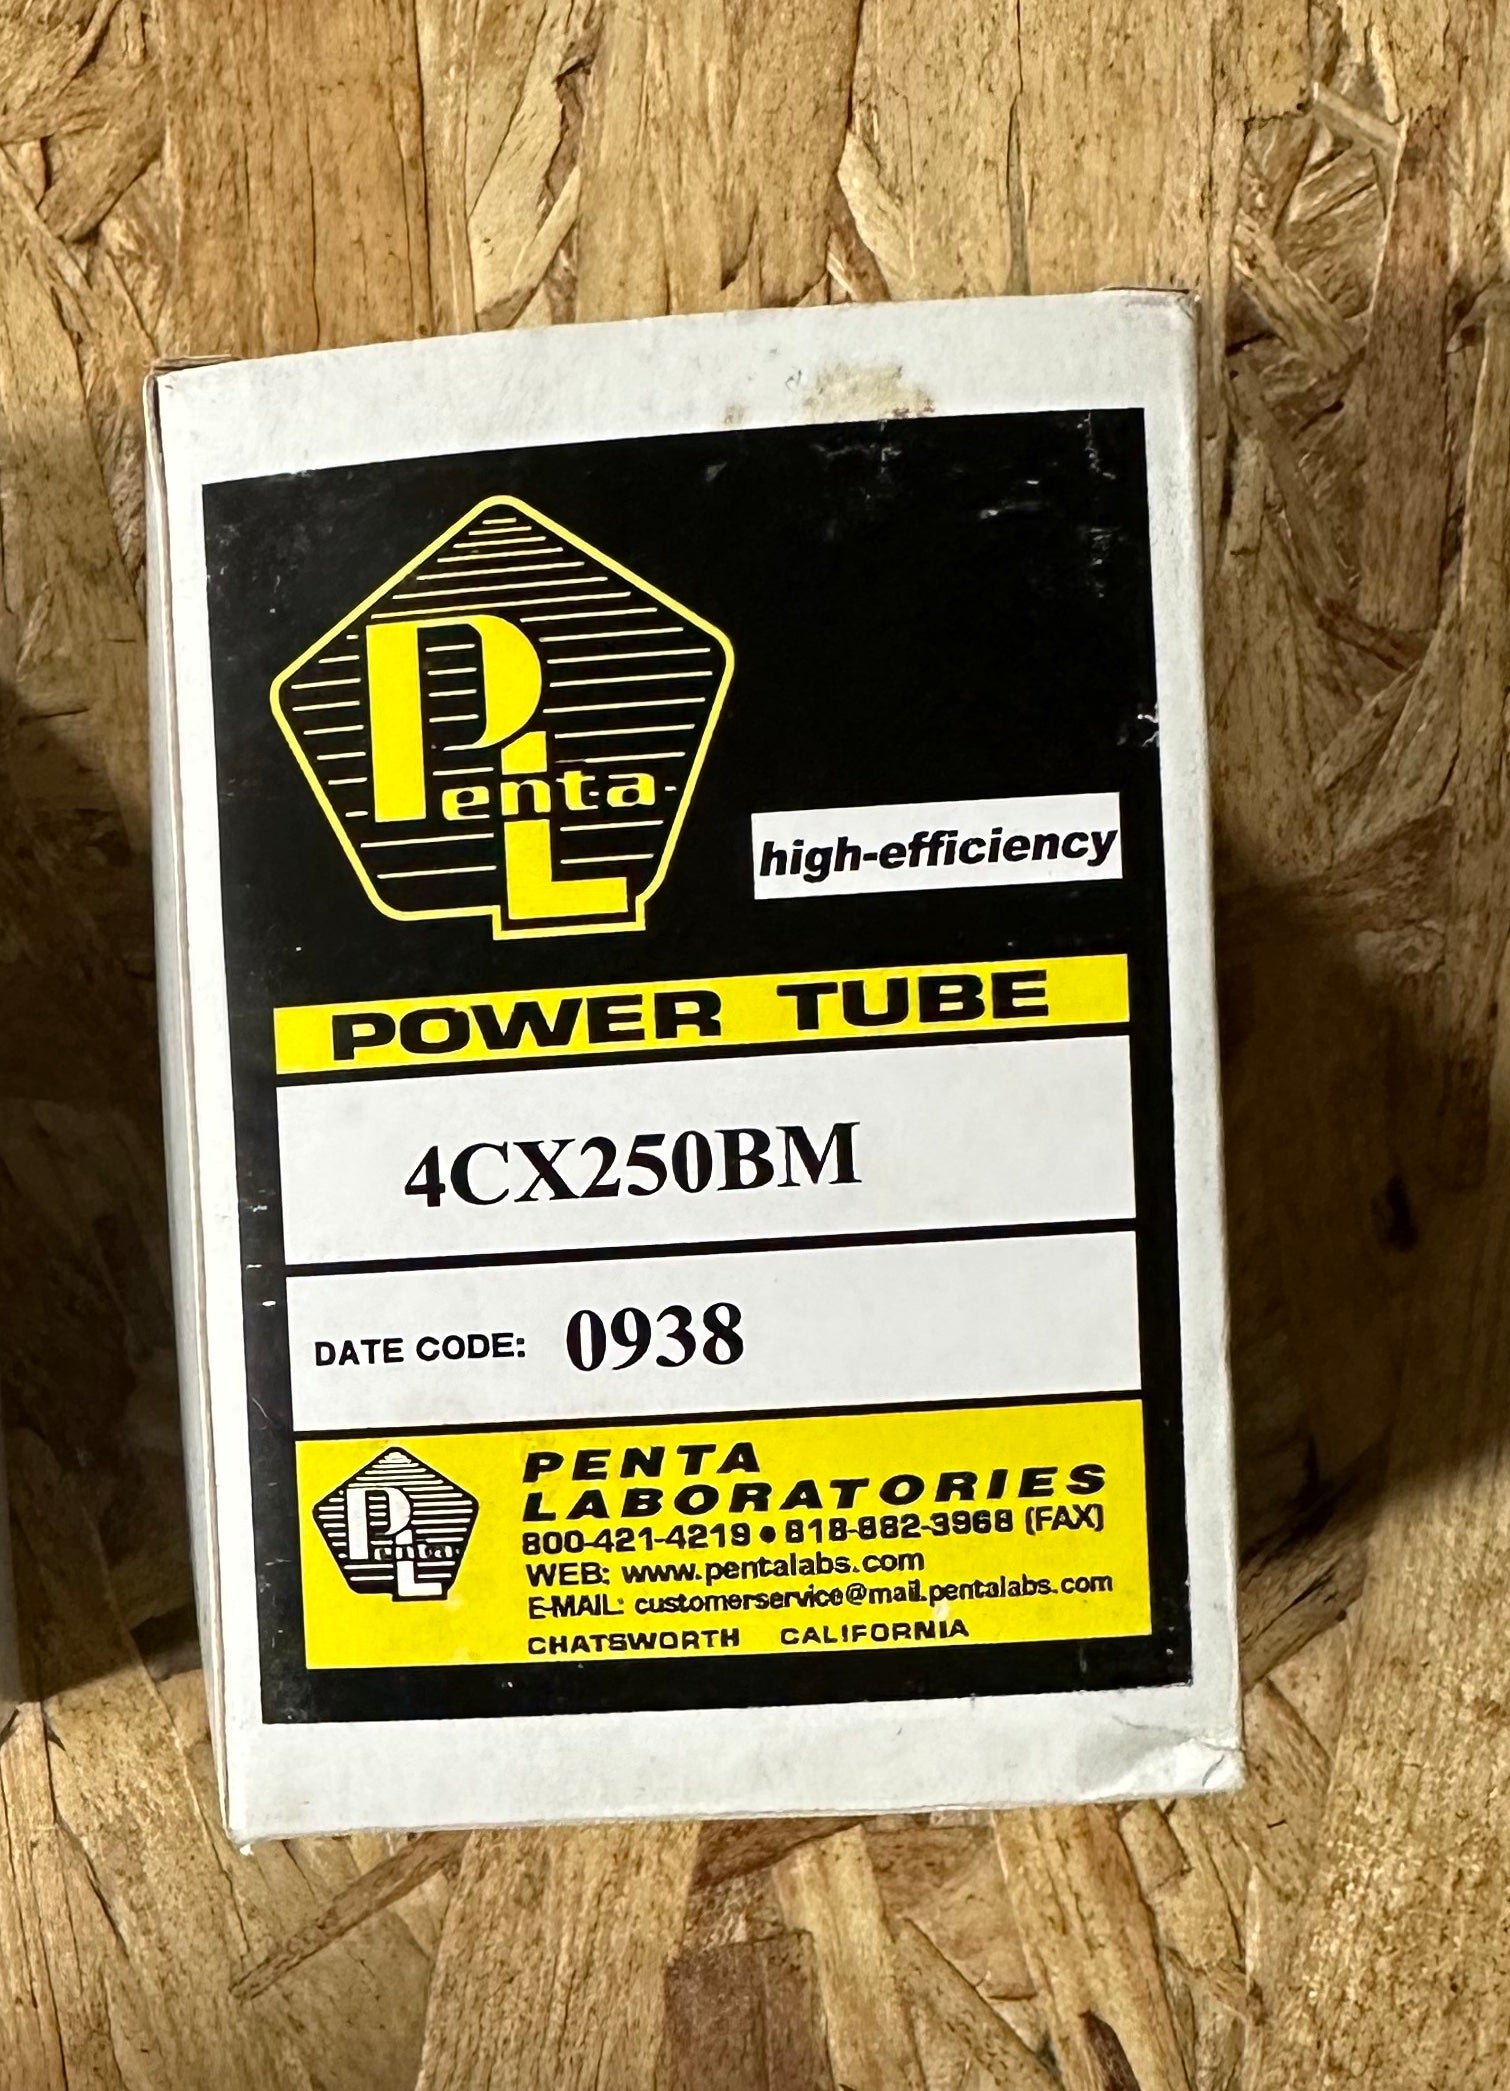 Penta
L
high-efficiency
POWER TUBE
4CX250BM
DATE CODE: 0938
Penta
L
PENTA
LABORATORIES
800-421-4219 • 818-882-3968 (FAX)
WEB: www.pentalabs.com
E-MAIL: customerservice@mail.pentalabs.com
CHATSWORTH CALIFORNIA